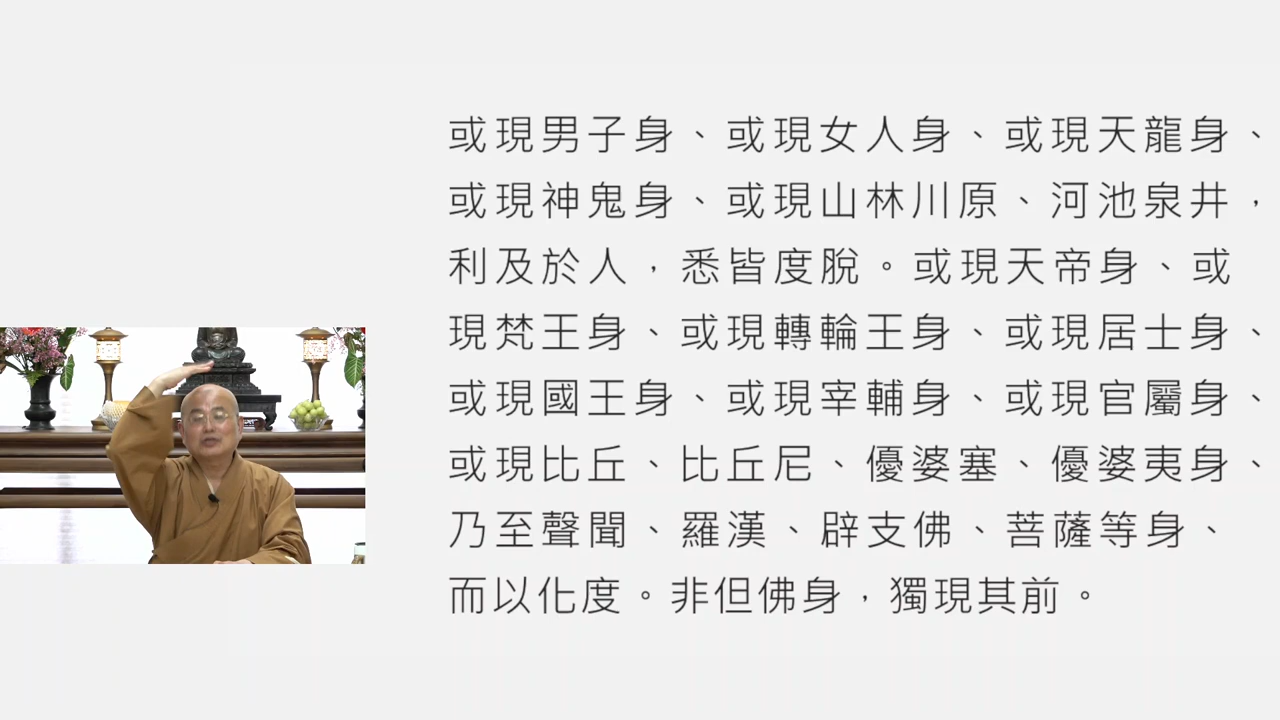 或現男子身、或現女人身、或現天龍身、
或現神鬼身、或現山林川原、河池泉井，
利及於人，悉皆度脫。或現天帝身、或
現梵王身、或現轉輪王身、或現居士身、
或現國王身、或現宰輔身、或現官屬身、
或現比丘、比丘尼、優婆塞、優婆夷身、
乃至聲聞、羅漢、辟支佛、菩薩等身、
而以化度。非但佛身，獨現其前。